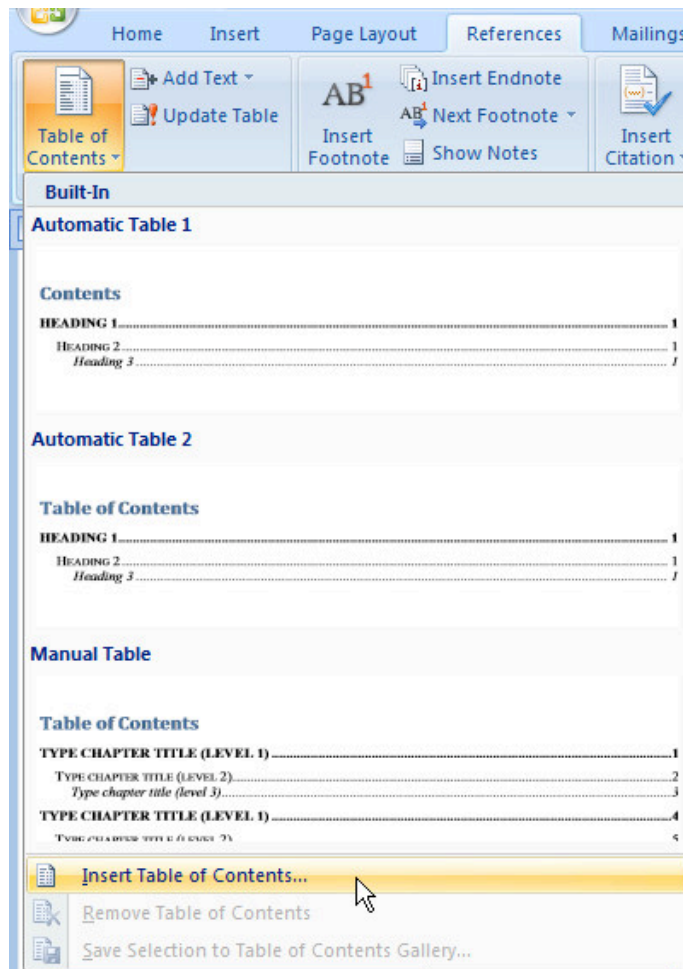 Home Insert Page Layout References Mailings
Add Text
Update Table
Table of
Contents
AB1
Insert
Footnote
Insert Endnote
AB1 Next Footnote
Show Notes
Insert
Citation
Built-In
Automatic Table 1
Contents
HEADING 1 1
HEADING 2 1
Heading 3 1
Automatic Table 2
Table of Contents
HEADING 1 1
HEADING 2 1
Heading 3 1
Manual Table
Table of Contents
TYPE CHAPTER TITLE (LEVEL 1) 1
TYPE CHAPTER TITLE (LEVEL 2) 2
Type chapter title (level 3) 3
TYPE CHAPTER TITLE (LEVEL 1) 4
TYPE CHAPTER TITLE (LEVEL 2) 5
Insert Table of Contents...
Remove Table of Contents
Save Selection to Table of Contents Gallery...